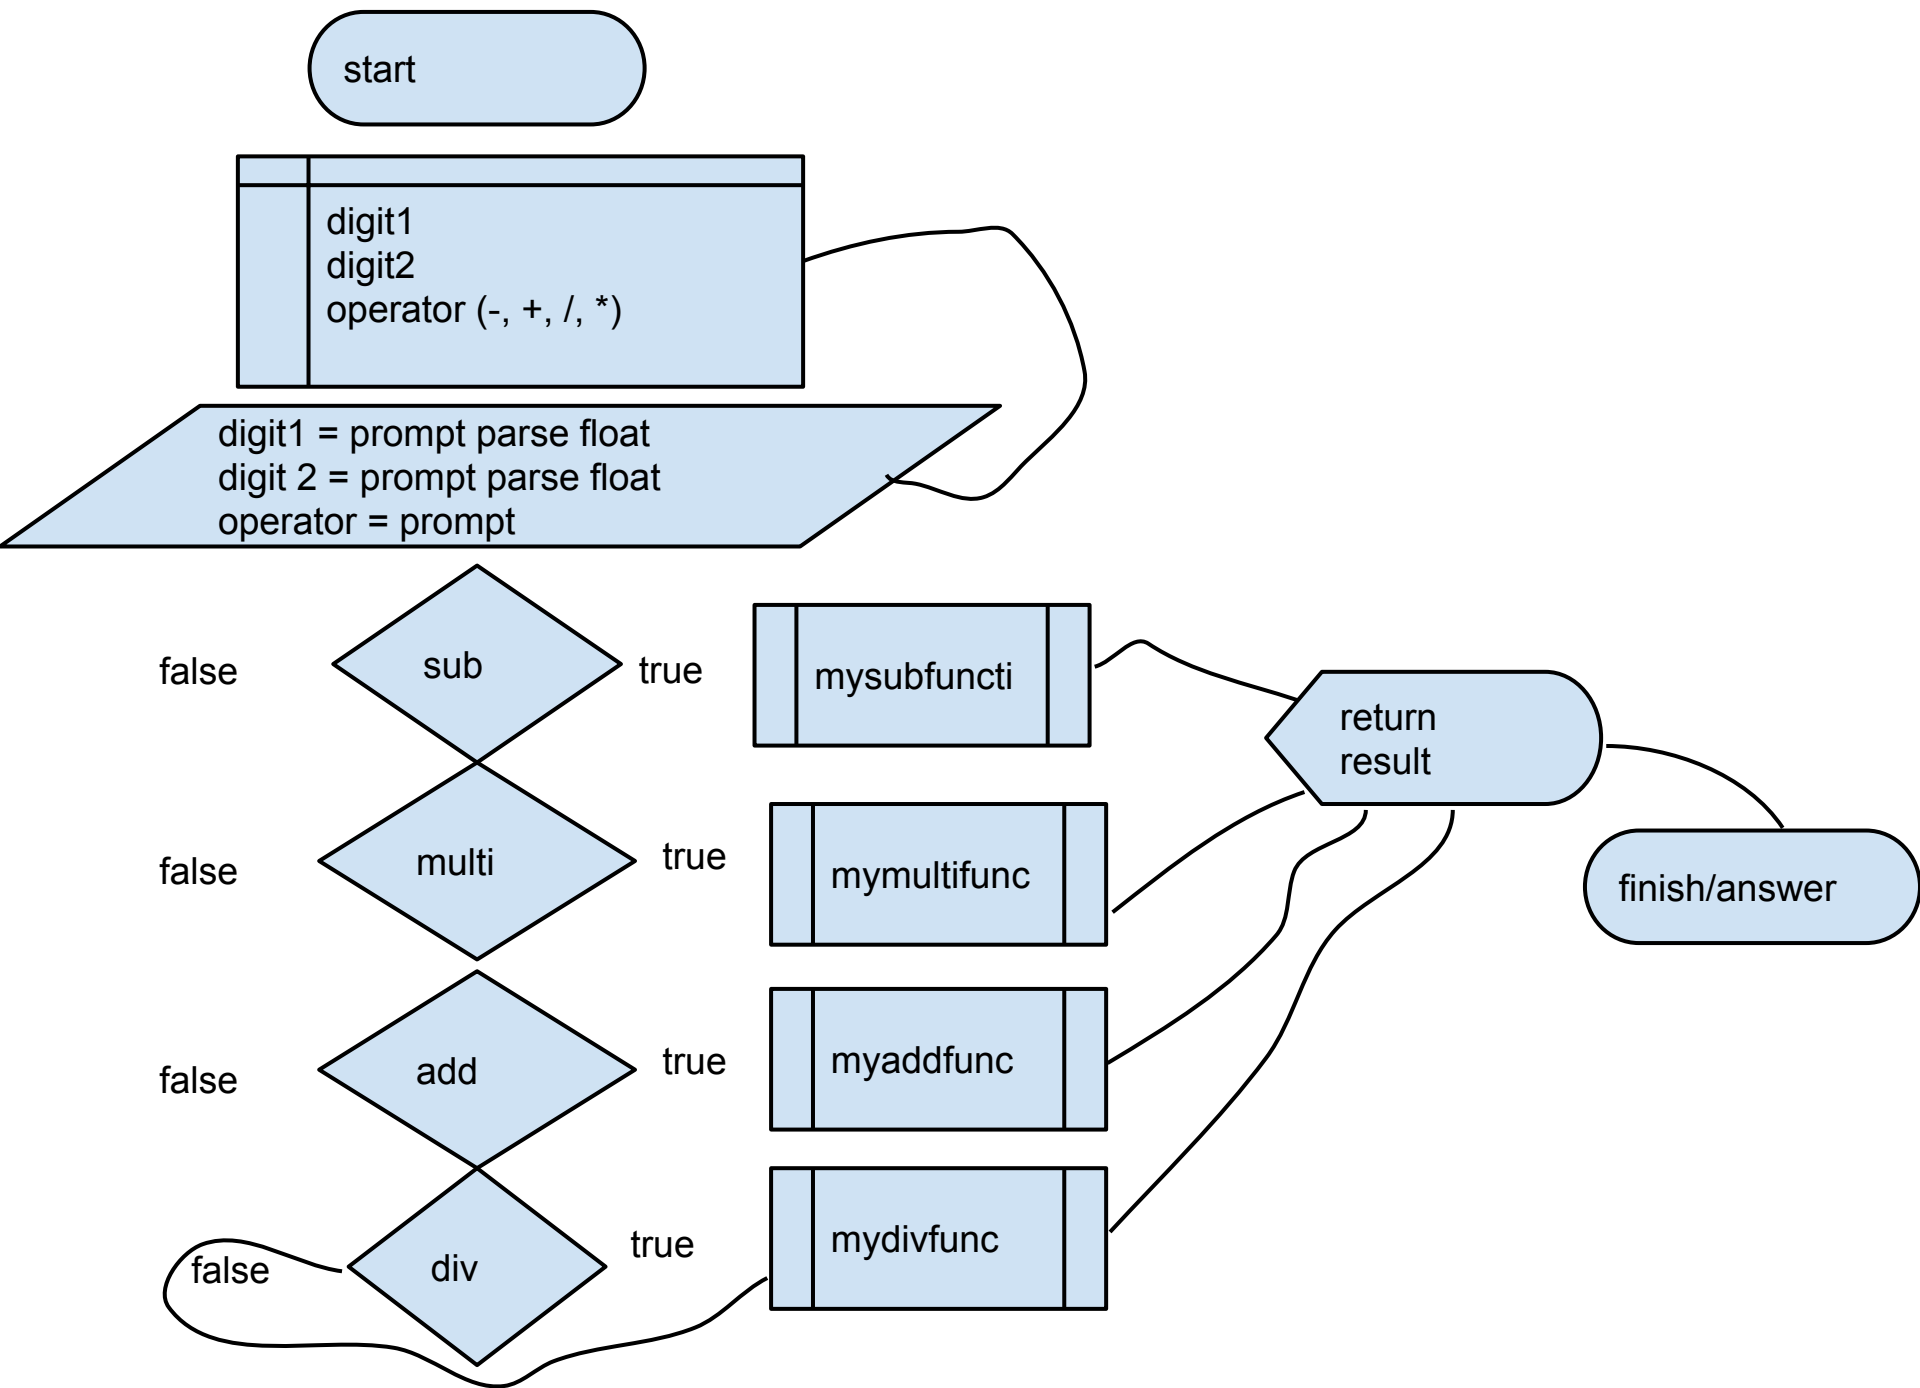 start
digit1
digit2
operator (-, +, /, *)
digit1 = prompt parse float
digit 2 = prompt parse float
operator = prompt
false
sub
true
mysubfuncti
return
result
false
multi
true
mymultifunc
finish/answer
false
add
true
myaddfunc
false
div
true
mydivfunc